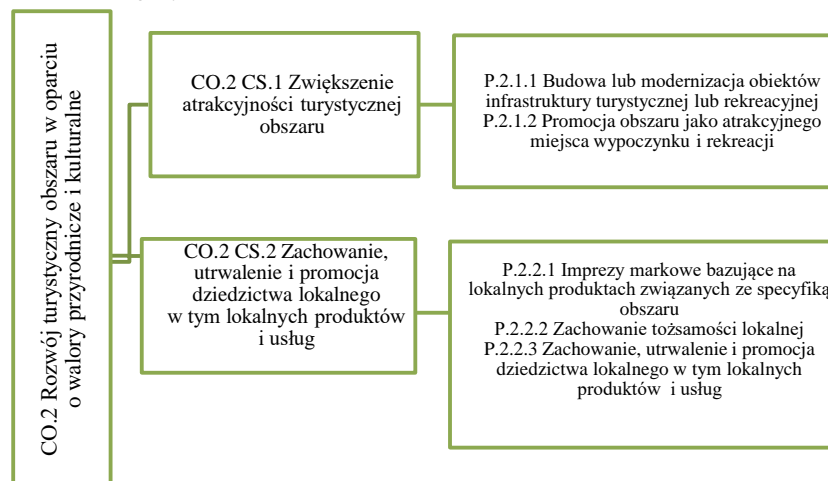 CO.2 Rozwój turystyczny obszaru w oparciu
o walory przyrodnicze i kulturalne
CO.2 CS.1 Zwiększenie
atrakcyjności turystycznej
obszaru
P.2.1.1 Budowa lub modernizacja obiektów
infrastruktury turystycznej lub rekreacyjnej
P.2.1.2 Promocja obszaru jako atrakcyjnego
miejsca wypoczynku i rekreacji
CO.2 CS.2 Zachowanie,
utrwalenie i promocja
dziedzictwa lokalnego
w tym lokalnych produktów
i usług
P.2.2.1 Imprezy markowe bazujące na
lokalnych produktach związanych ze specyfiką
obszaru
P.2.2.2 Zachowanie tożsamości lokalnej
P.2.2.3 Zachowanie, utrwalenie i promocja
dziedzictwa lokalnego w tym lokalnych
produktów i usług